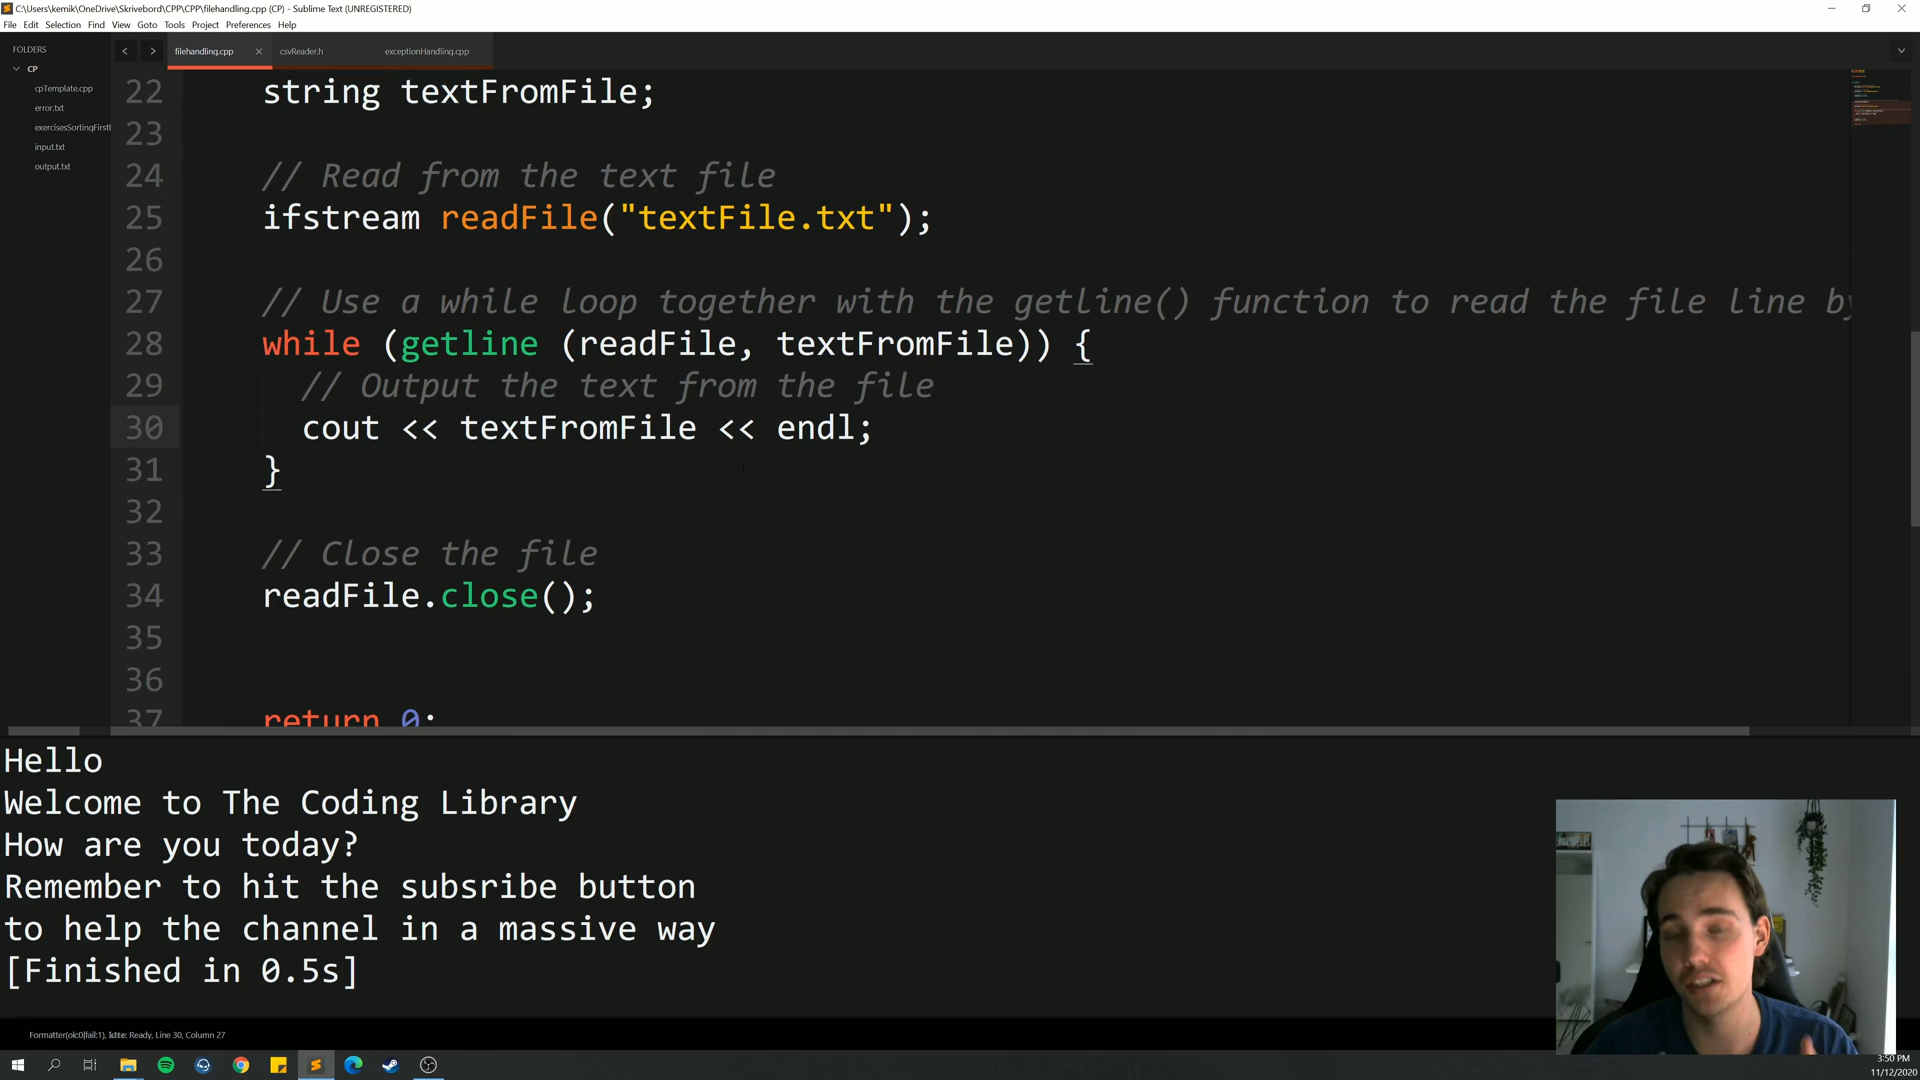 C:\Users\kemik\OneDrive\Skrivebord\CPP\CPP\filehandling.cpp (CP) - Sublime Text (UNREGISTERED)
File Edit Selection Find View Goto Tools Project Preferences Help
FOLDERS
CP
cpTemplate.cpp
error.txt
exercisesSortingFirstl
input.txt
output.txt
filehandling.cpp × csvReader.h exceptionHandling.cpp
22 string textFromFile;
23
24 // Read from the text file
25 ifstream readFile("textFile.txt");
26
27 // Use a while loop together with the getline() function to read the file line by
28 while (getline (readFile, textFromFile)) {
29 // Output the text from the file
30 cout << textFromFile << endl;
31 }
32
33 // Close the file
34 readFile.close();
35
36
37 return 0;
Hello
Welcome to The Coding Library
How are you today?
Remember to hit the subsribe button
to help the channel in a massive way
[Finished in 0.5s]
Line 30, Column 27
3:50 PM
11/12/2020